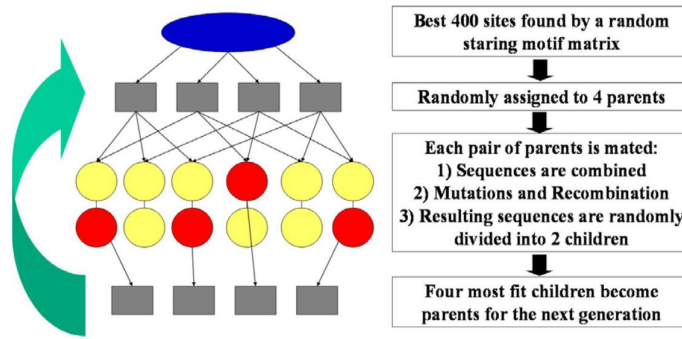 Best 400 sites found by a random
staring motif matrix
Randomly assigned to 4 parents
Each pair of parents is mated:
1) Sequences are combined
2) Mutations and Recombination
3) Resulting sequences are randomly
divided into 2 children
Four most fit children become
parents for the next generation